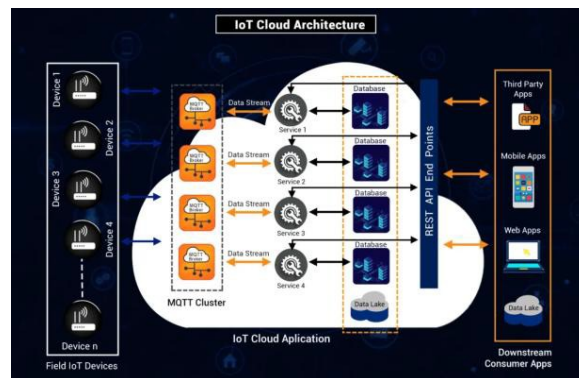 IoT Cloud Architecture
Device 1
Device 2
Device 3
Device 4
Device n
Field IoT Devices
MQTT
Broker
MQTT
Broker
MQTT
Broker
MQTT
Broker
MQTT Cluster
Data Stream
Data Stream
Data Stream
Data Stream
Service 1
Service 2
Service 3
Service 4
Database
Database
Database
Database
Data Lake
IoT Cloud Aplication
REST API End Points
Third Party
Apps
APP
Mobile Apps
Web Apps
Data Lake
Downstream
Consumer Apps